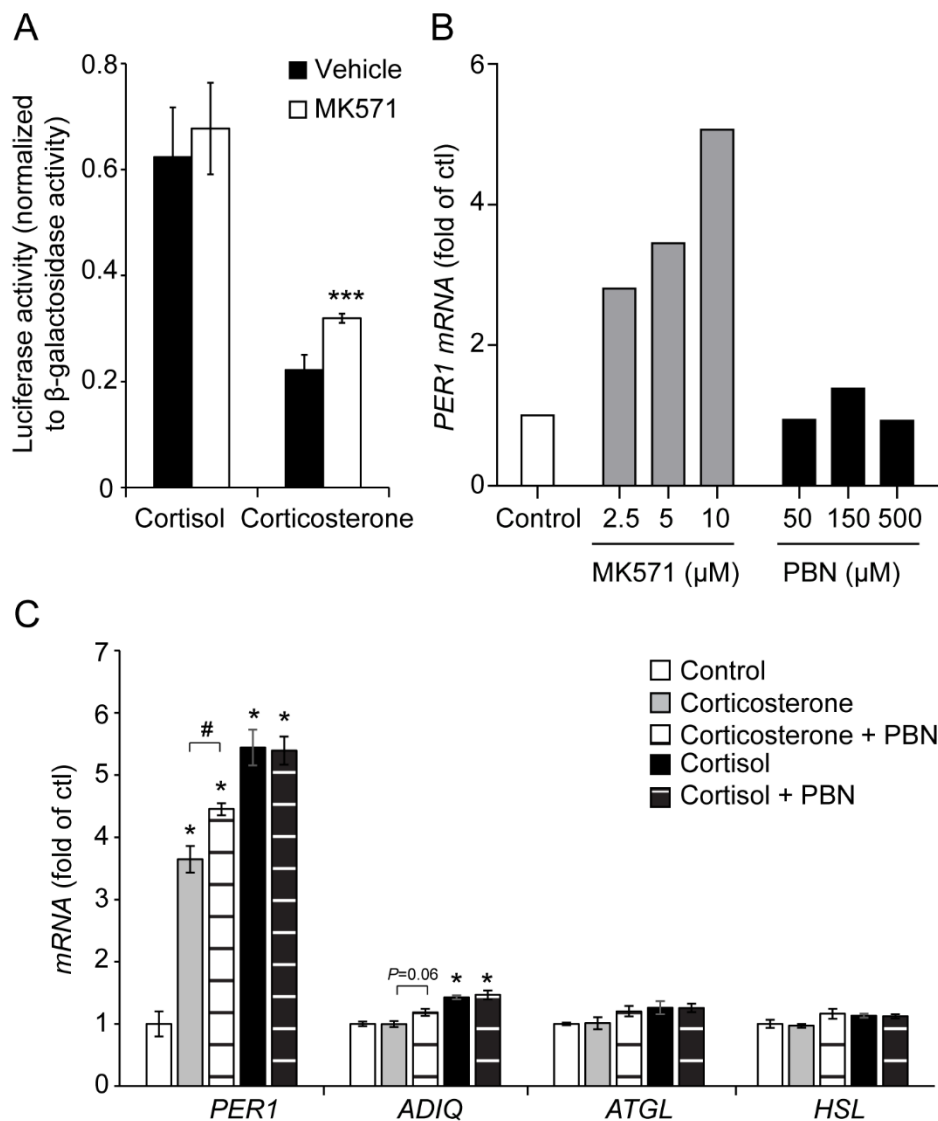 A
Luciferase activity (normalized
to β-galactosidase activity)
0.8
0.6
0.4
0.2
0
Vehicle
MK571
***
Cortisol
Corticosterone
B
PER1 mRNA (fold of ctl)
6
4
2
0
Control
2.5
5
10
50
150
500
MK571 (µM)
PBN (µM)
C
mRNA (fold of ctl)
7
6
5
4
3
2
1
0
Control
Corticosterone
Corticosterone + PBN
Cortisol
Cortisol + PBN
#
*
*
*
*
P=0.06
*
*
PER1
ADIQ
ATGL
HSL